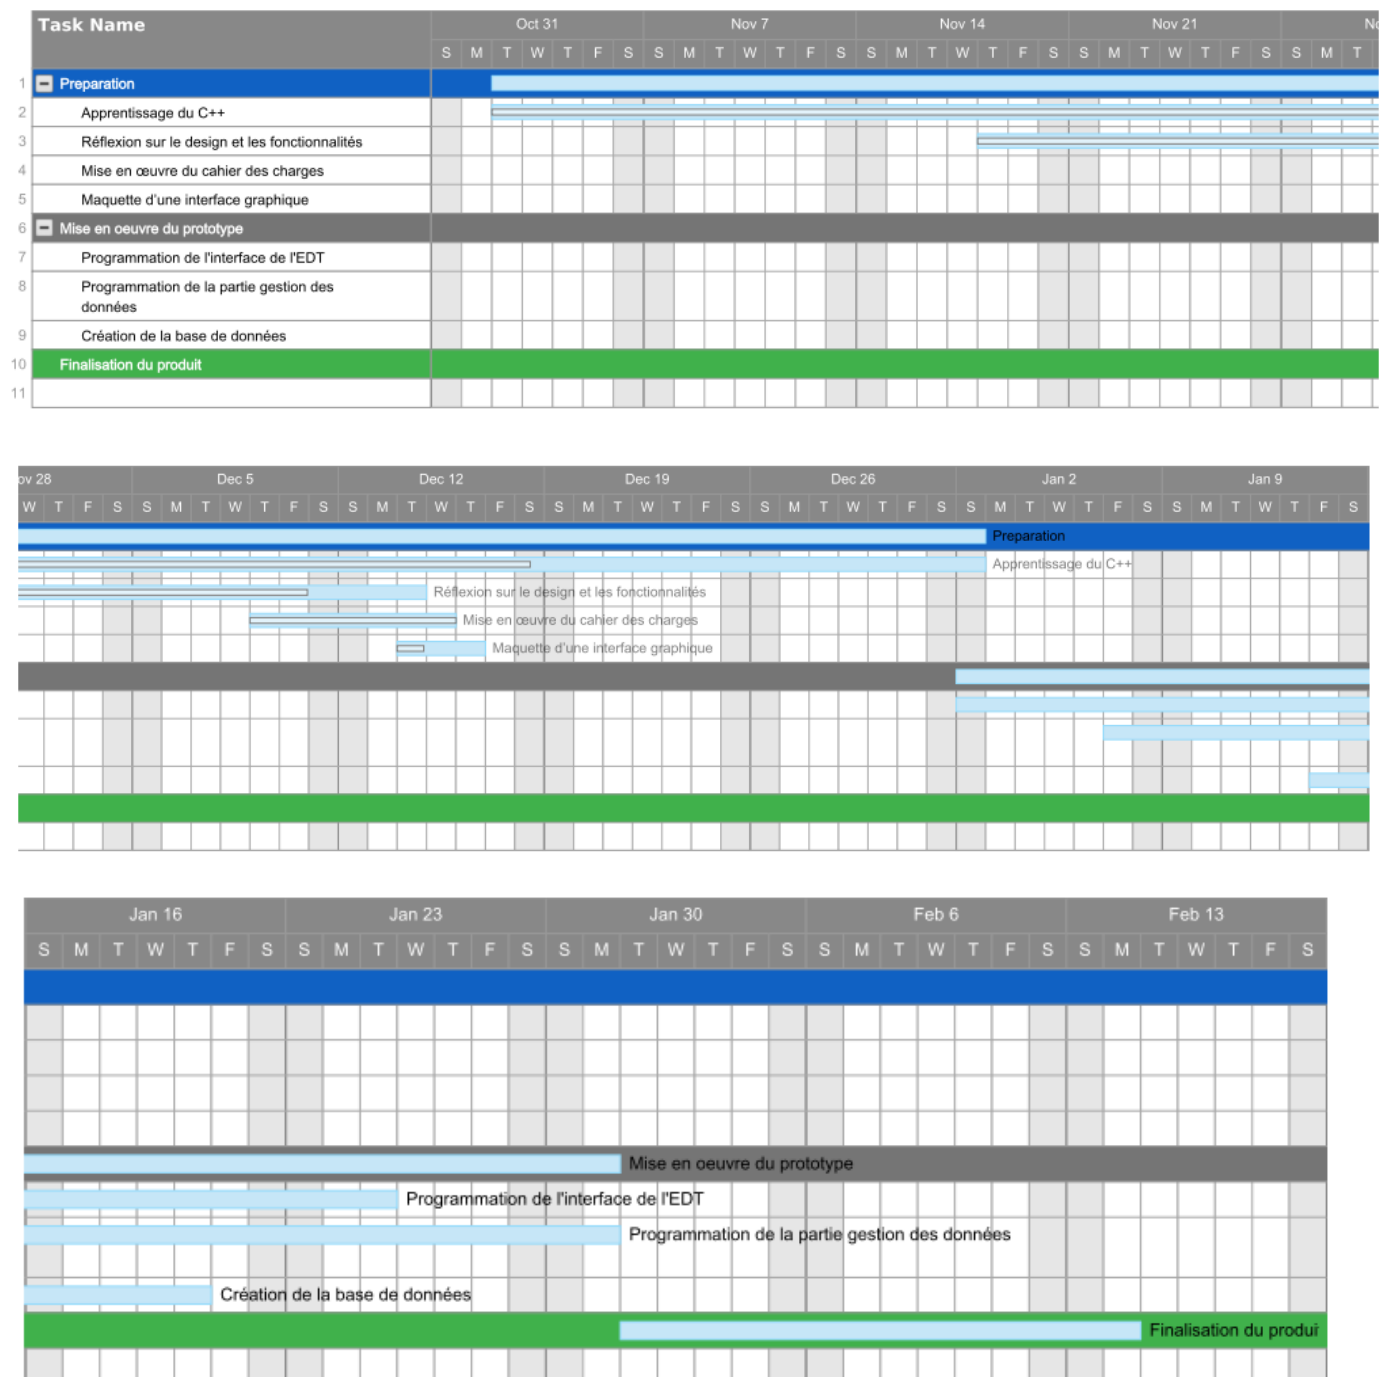 Task Name
Oct 31 Nov 7 Nov 14 Nov 21 No
S M T W T F S S M T W T F S S M T W T F S S M T W T F S S M T
1 Preparation
2 Apprentissage du C++
3 Réflexion sur le design et les fonctionnalités
4 Mise en œuvre du cahier des charges
5 Maquette d'une interface graphique
6 Mise en oeuvre du prototype
7 Programmation de l'interface de l'EDT
8 Programmation de la partie gestion des
données
9 Création de la base de données
10 Finalisation du produit
11
ov 28 Dec 5 Dec 12 Dec 19 Dec 26 Jan 2 Jan 9
W T F S S M T W T F S S M T W T F S S M T W T F S S M T W T F S S M T W T F S S M T W T F S
Preparation
Apprentissage du C++
Réflexion sur le design et les fonctionnalités
Mise en œuvre du cahier des charges
Maquette d'une interface graphique
Jan 16 Jan 23 Jan 30 Feb 6 Feb 13
S M T W T F S S M T W T F S S M T W T F S S M T W T F S S M T W T F S
Mise en oeuvre du prototype
Programmation de l'interface de l'EDT
Programmation de la partie gestion des données
Création de la base de données
Finalisation du produi